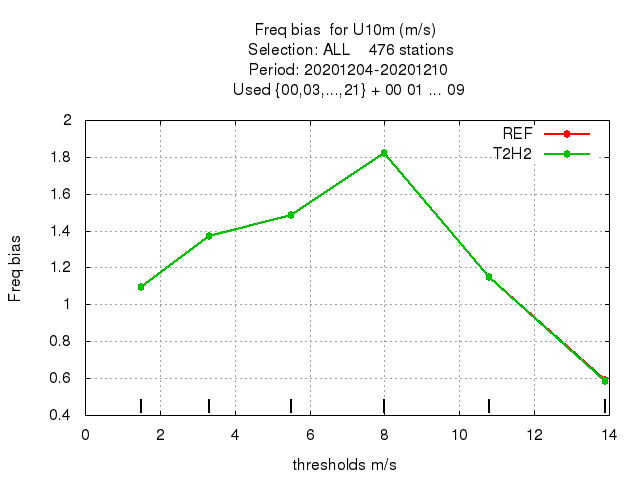 Freq bias  for U10m (m/s)
Selection: ALL    476 stations
Period: 20201204-20201210
Used {00,03,...,21} + 00 01 ... 09
REF
T2H2
2
1.8
1.6
1.4
1.2
1
0.8
0.6
0.4
Freq bias
0 2 4 6 8 10 12 14
thresholds m/s